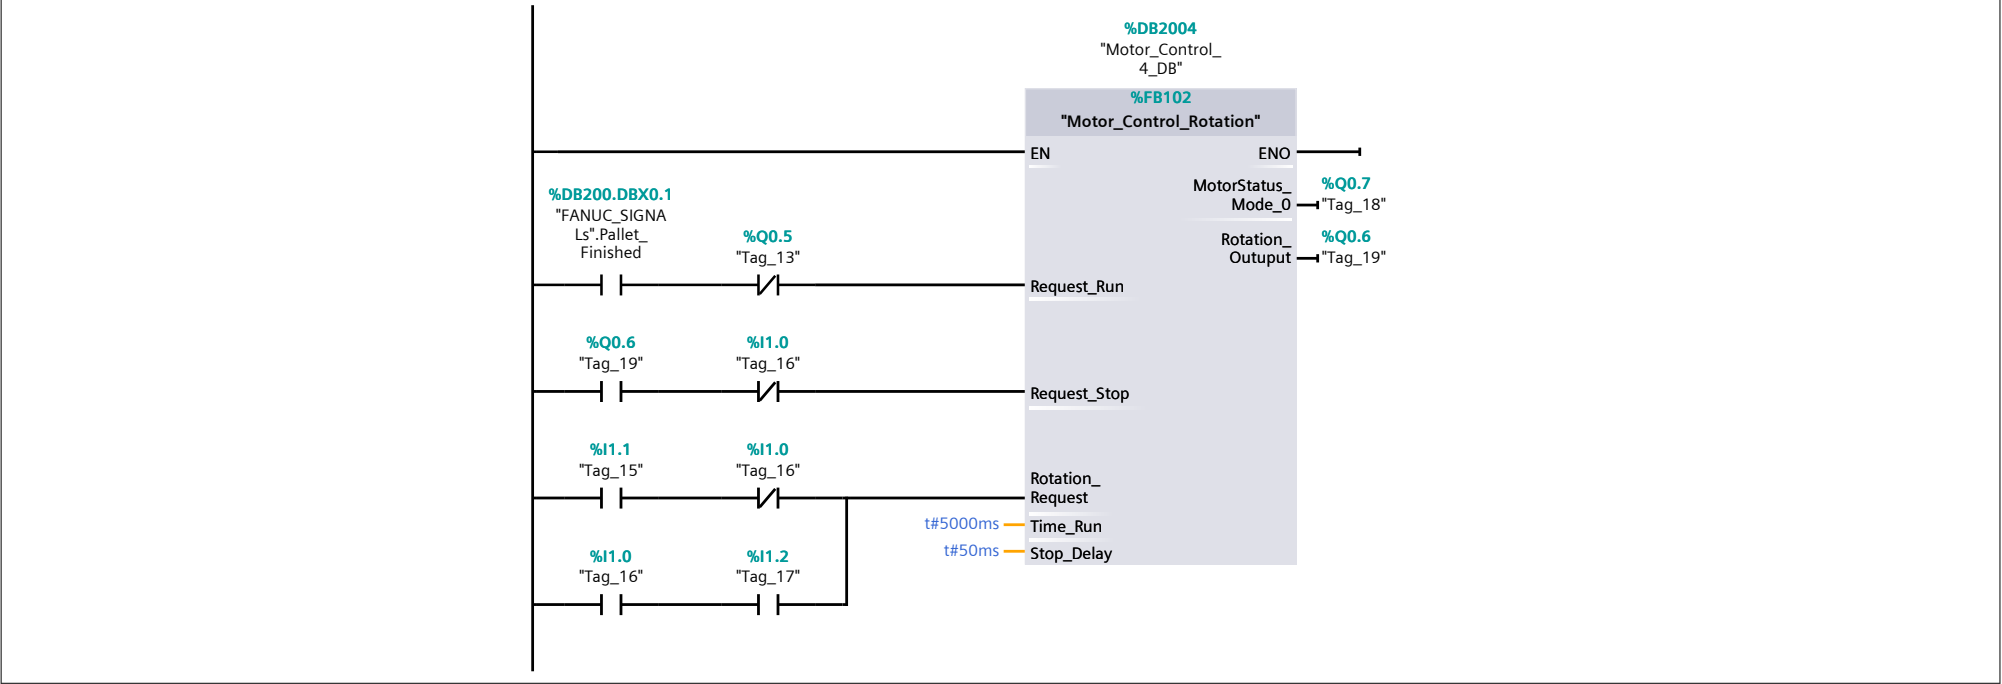 %DB2004
"Motor_Control_
4_DB"
%FB102
"Motor_Control_Rotation"
EN
ENO
%DB200.DBX0.1
"FANUC_SIGNA
Ls".Pallet_
Finished
%Q0.5
"Tag_13"
Request_Run
MotorStatus_
Mode_0
%Q0.7
"Tag_18"
Rotation_
Outuput
%Q0.6
"Tag_19"
%Q0.6
"Tag_19"
%I1.0
"Tag_16"
Request_Stop
%I1.1
"Tag_15"
%I1.0
"Tag_16"
Rotation_
Request
t#5000ms
Time_Run
t#50ms
Stop_Delay
%I1.0
"Tag_16"
%I1.2
"Tag_17"